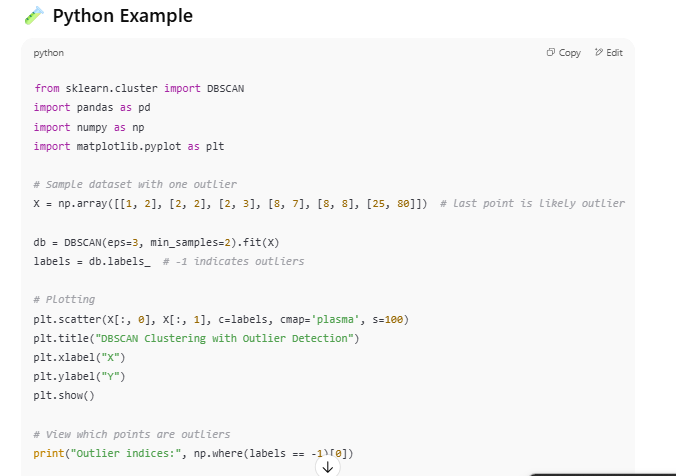 Python Example
python
Copy
Edit
from sklearn.cluster import DBSCAN
import pandas as pd
import numpy as np
import matplotlib.pyplot as plt
# Sample dataset with one outlier
X = np.array([[1, 2], [2, 2], [2, 3], [8, 7], [8, 8], [25, 80]])  # last point is likely outlier
db = DBSCAN(eps=3, min_samples=2).fit(X)
labels = db.labels_  # -1 indicates outliers
# Plotting
plt.scatter(X[:, 0], X[:, 1], c=labels, cmap='plasma', s=100)
plt.title("DBSCAN Clustering with Outlier Detection")
plt.xlabel("X")
plt.ylabel("Y")
plt.show()
# View which points are outliers
print("Outlier indices:", np.where(labels == -1)[0])